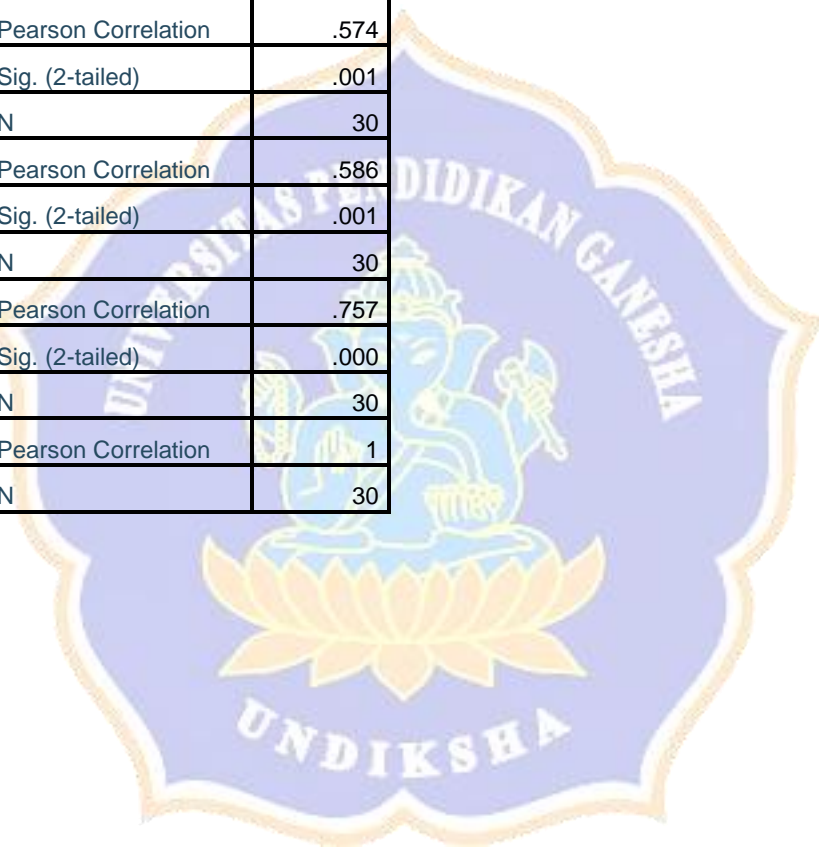 Pearson Correlation .574
Sig. (2-tailed) .001
N 30
Pearson Correlation .586
Sig. (2-tailed) .001
N 30
Pearson Correlation .757
Sig. (2-tailed) .000
N 30
Pearson Correlation 1
N 30
UNIVERSITAS PENDIDIKAN GANESHA
UNDIKSHA